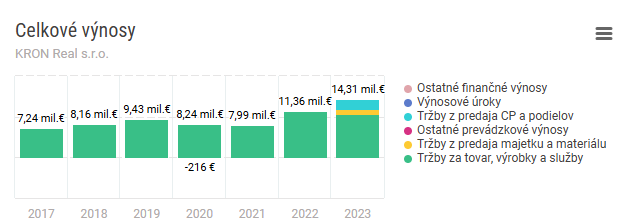 Celkové výnosy
KRON Real s.r.o.
7,24 mil.€
8,16 mil.€
9,43 mil.€
8,24 mil.€
7,99 mil.€
11,36 mil.€
14,31 mil.€
-216 €
2017
2018
2019
2020
2021
2022
2023
Ostatné finančné výnosy
Výnosové úroky
Tržby z predaja CP a podielov
Ostatné prevádzkové výnosy
Tržby z predaja majetku a materiálu
Tržby za tovar, výrobky a služby